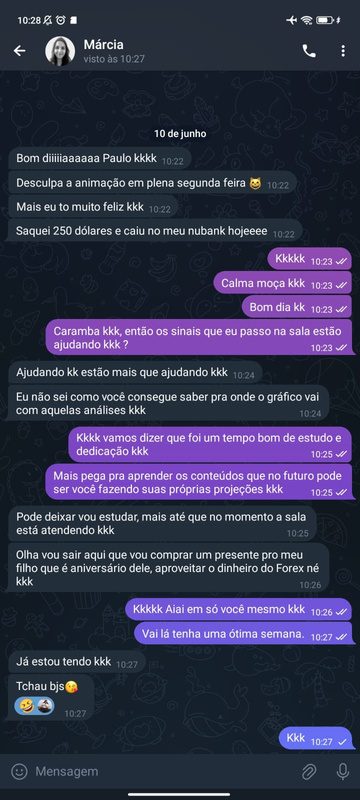 10:28
Márcia
visto às 10:27
10 de junho
Bom diiiiiaaaaaa Paulo kkkk 10:22
Desculpa a animação em plena segunda feira 😸 10:22
Mais eu to muito feliz kkk 10:22
Saquei 250 dólares e caiu no meu nubank hojeeee 10:22
Kkkkk 10:23
Calma moça kkk 10:23
Bom dia kk 10:23
Caramba kkk, então os sinais que eu passo na sala estão
ajudando kkk ? 10:23
Ajudando kk estão mais que ajudando kkk 10:24
Eu não sei como você consegue saber pra onde o gráfico vai
com aquelas análises kkk 10:24
Kkkk vamos dizer que foi um tempo bom de estudo e
dedicação kkk 10:25
Mais pega pra aprender os conteúdos que no futuro pode
ser você fazendo suas próprias projeções kkk 10:25
Pode deixar vou estudar, mais até que no momento a sala
está atendendo kkk 10:25
Olha vou sair aqui que vou comprar um presente pro meu
filho que é aniversário dele, aproveitar o dinheiro do Forex né
kkk 10:26
Kkkkk Aiai em só você mesmo kkk 10:26
Vai lá tenha uma ótima semana. 10:27
Já estou tendo kkk 10:27
Tchau bjs😘
🤣 10:27
Kkk 10:27
Mensagem